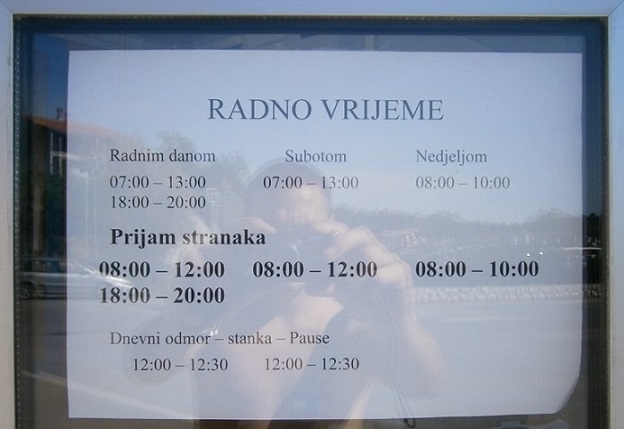 RADNO VRIJEME
Radnim danom Subotom Nedjeljom
07:00 – 13:00 07:00 – 13:00 08:00 – 10:00
18:00 – 20:00
Prijam stranaka
08:00 – 12:00 08:00 – 12:00 08:00 – 10:00
18:00 – 20:00
Dnevni odmor – stanka – Pause
12:00 – 12:30 12:00 – 12:30